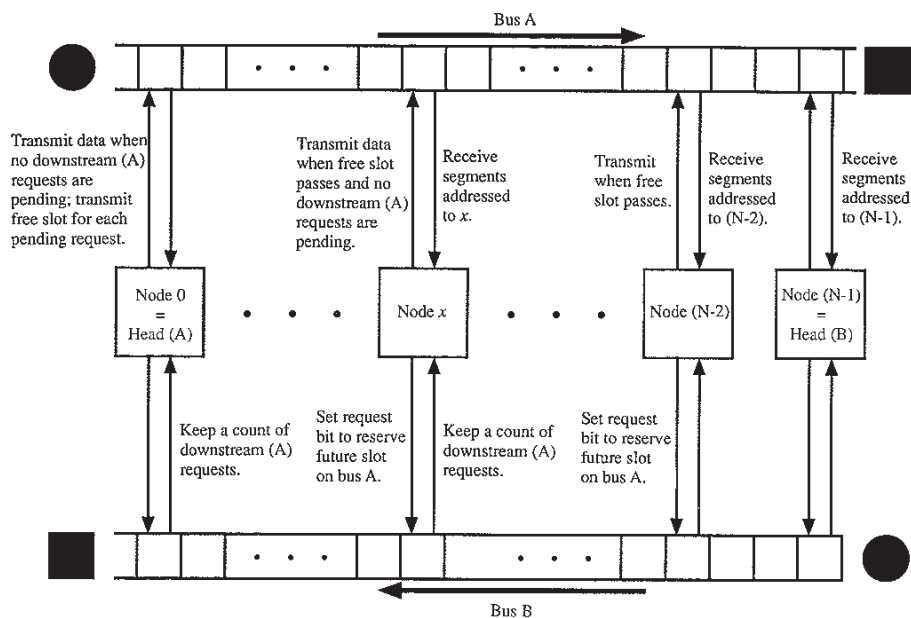 Bus A
Transmit data when
no downstream (A)
requests are
pending; transmit
free slot for each
pending request.
Transmit data
when free slot
passes and no
downstream (A)
requests are
pending.
Receive
segments
addressed
to x.
Transmit
when free
slot passes.
Receive
segments
addressed
to (N-2).
Receive
segments
addressed
to (N-1).
Node 0
=
Head (A)
Node x
Node (N-2)
Node (N-1)
=
Head (B)
Keep a count of
downstream (A)
requests.
Set request
bit to reserve
future slot
on bus A.
Keep a count of
downstream (A)
requests.
Set request
bit to reserve
future slot
on bus A.
Bus B